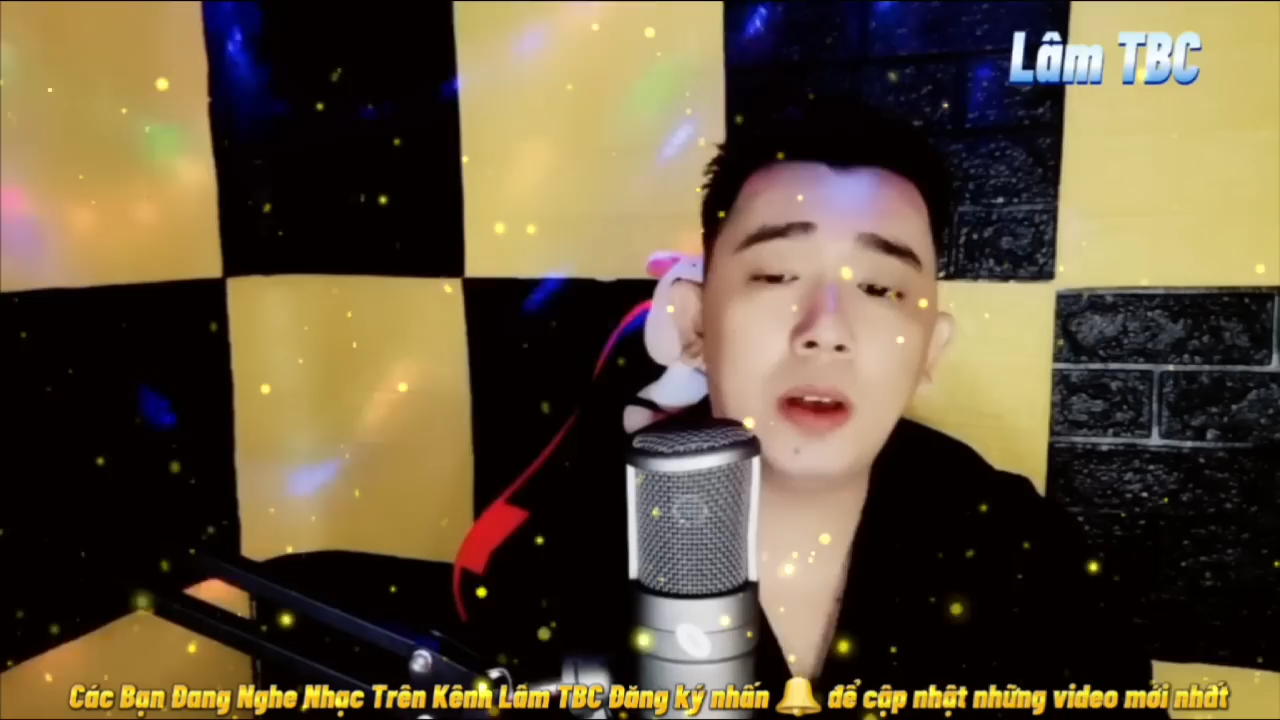 Lâm TBC
Các Bạn Đang Nghe Nhạc Trên Kênh Lâm TBC Đăng ký nhấn 🔔 để cập nhật những video mới nhất